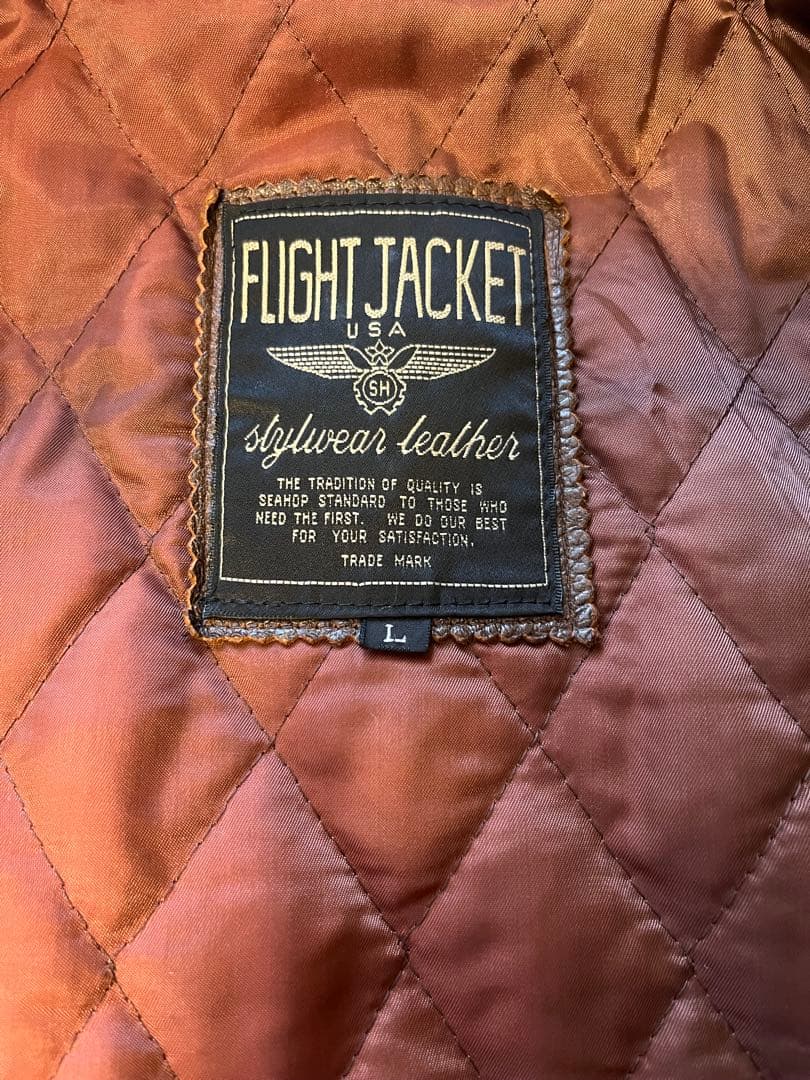 FLIGHT JACKET
USA
SH
stylwear leather
THE TRADITION OF QUALITY IS
SEAHOP STANDARD TO THOSE WHO
NEED THE FIRST. WE DO OUR BEST
FOR YOUR SATISFACTION.
TRADE MARK
L